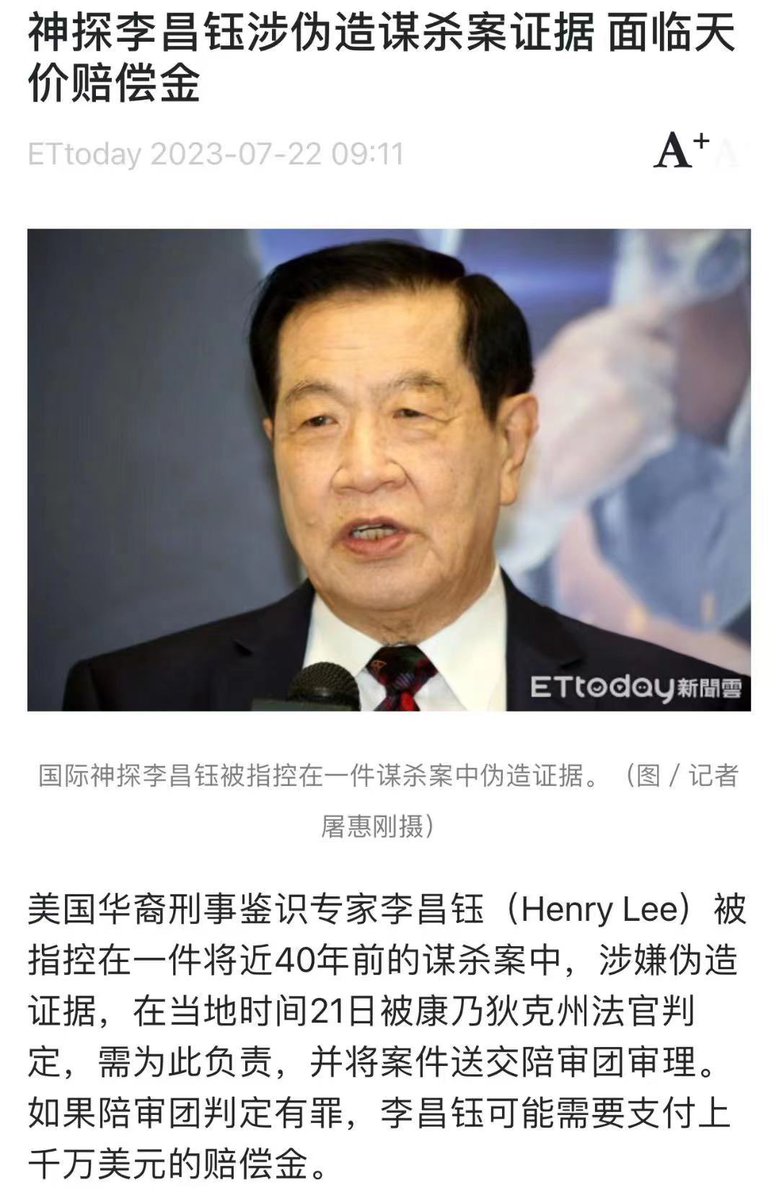 神探李昌钰涉伪造谋杀案证据 面临天
价赔偿金
ETtoday 2023-07-22 09:11
A+ A
ETtoday新聞雲
国际神探李昌钰被指控在一件谋杀案中伪造证据。（图／记者
屠惠刚摄）
美国华裔刑事鉴识专家李昌钰（Henry Lee）被
指控在一件将近40年前的谋杀案中，涉嫌伪造
证据，在当地时间21日被康乃狄克州法官判
定，需为此负责，并将案件送交陪审团审理。
如果陪审团判定有罪，李昌钰可能需要支付上
千万美元的赔偿金。